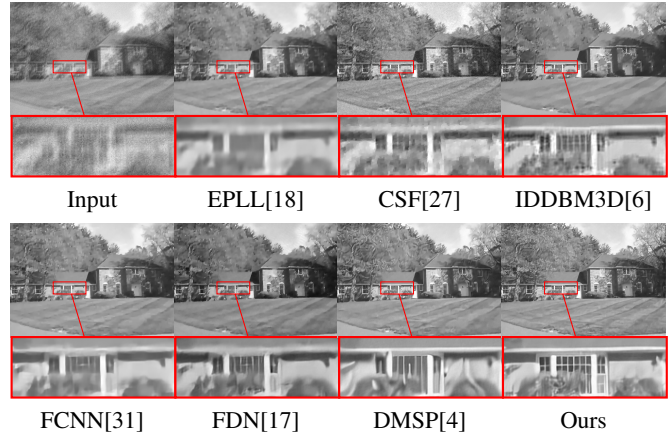 Input EPLL[18] CSF[27] IDDBM3D[6]
FCNN[31] FDN[17] DMSP[4] Ours